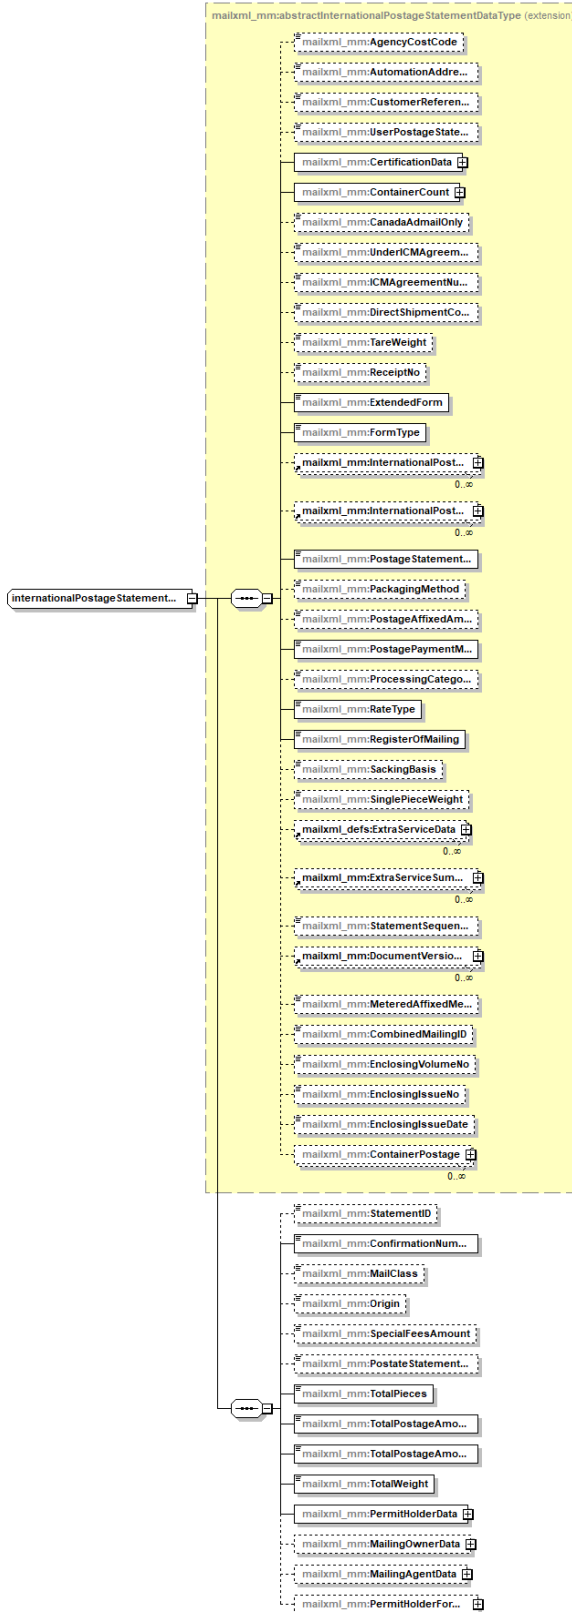 mailxml_mm:abstractInternationalPostageStatementDataType (extension)
mailxml_mm:AgencyCostCode
mailxml_mm:AutomationAddre...
mailxml_mm:CustomerReferen...
mailxml_mm:UserPostageState...
mailxml_mm:CertificationData
mailxml_mm:ContainerCount
mailxml_mm:CanadaAdmailOnly
mailxml_mm:UnderICMAgreem...
mailxml_mm:ICMAgreementNu...
mailxml_mm:DirectShipmentCo...
mailxml_mm:TareWeight
mailxml_mm:ReceiptNo
mailxml_mm:ExtendedForm
mailxml_mm:FormType
mailxml_mm:InternationalPost...
0..∞
mailxml_mm:InternationalPost...
0..∞
mailxml_mm:PostageStatement...
mailxml_mm:PackagingMethod
internationalPostageStatement...
mailxml_mm:PostageAffixedAm...
mailxml_mm:PostagePaymentM...
mailxml_mm:ProcessingCatego...
mailxml_mm:RateType
mailxml_mm:RegisterOfMailing
mailxml_mm:SackingBasis
mailxml_mm:SinglePieceWeight
mailxml_defs:ExtraServiceData
0..∞
mailxml_mm:ExtraServiceSum...
0..∞
mailxml_mm:StatementSequen...
mailxml_mm:DocumentVersio...
0..∞
mailxml_mm:MeteredAffixedMe...
mailxml_mm:CombinedMailingID
mailxml_mm:EnclosingVolumeNo
mailxml_mm:EnclosingIssueNo
mailxml_mm:EnclosingIssueDate
mailxml_mm:ContainerPostage
0..∞
mailxml_mm:StatementID
mailxml_mm:ConfirmationNum...
mailxml_mm:MailClass
mailxml_mm:Origin
mailxml_mm:SpecialFeesAmount
mailxml_mm:PostateStatement...
mailxml_mm:TotalPieces
mailxml_mm:TotalPostageAmo...
mailxml_mm:TotalPostageAmo...
mailxml_mm:TotalWeight
mailxml_mm:PermitHolderData
mailxml_mm:MailingOwnerData
mailxml_mm:MailingAgentData
mailxml_mm:PermitHolderFor...